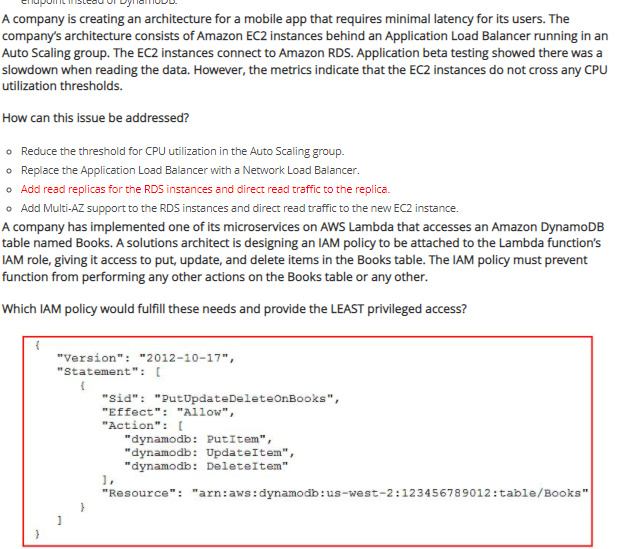 endpoint instead of DynamoDB.
A company is creating an architecture for a mobile app that requires minimal latency for its users. The
company's architecture consists of Amazon EC2 instances behind an Application Load Balancer running in an
Auto Scaling group. The EC2 instances connect to Amazon RDS. Application beta testing showed there was a
slowdown when reading the data. However, the metrics indicate that the EC2 instances do not cross any CPU
utilization thresholds.
How can this issue be addressed?
Reduce the threshold for CPU utilization in the Auto Scaling group.
Replace the Application Load Balancer with a Network Load Balancer.
Add read replicas for the RDS instances and direct read traffic to the replica.
Add Multi-AZ support to the RDS instances and direct read traffic to the new EC2 instance.
A company has implemented one of its microservices on AWS Lambda that accesses an Amazon DynamoDB
table named Books. A solutions architect is designing an IAM policy to be attached to the Lambda function's
IAM role, giving it access to put, update, and delete items in the Books table. The IAM policy must prevent
function from performing any other actions on the Books table or any other.
Which IAM policy would fulfill these needs and provide the LEAST privileged access?
{
"Version": "2012-10-17",
"Statement": [
{
"Sid": "PutUpdateDeleteOnBooks",
"Effect": "Allow",
"Action": [
"dynamodb: PutItem",
"dynamodb: UpdateItem",
"dynamodb: DeleteItem"
],
"Resource": "arn:aws:dynamodb:us-west-2:123456789012:table/Books"
}
]
}